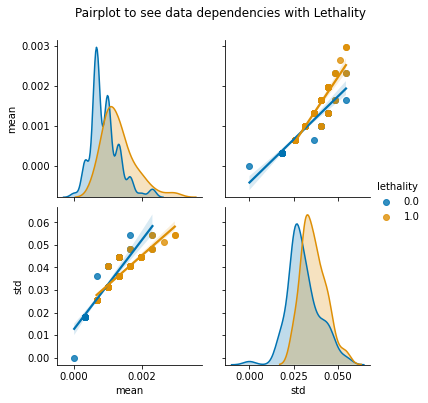 Pairplot to see data dependencies with Lethality
0.003
0.002
0.001
0.000
mean
lethality
0.0
1.0
0.06
0.05
0.04
0.03
0.02
0.01
0.00
std
0.000 0.002
mean
0.000 0.025 0.050
std